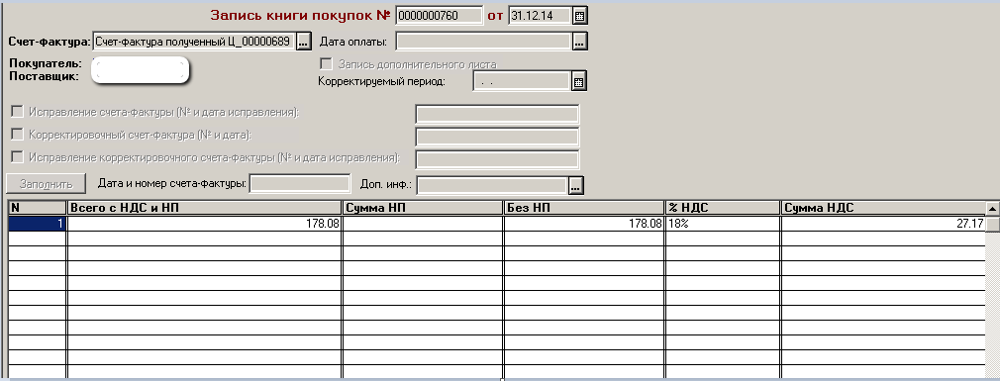 Запись книги покупок № 0000000760 от 31.12.14
Счет-фактура: Счет-фактура полученный Ц_00000689 ... Дата оплаты: ...
Покупатель:
Поставщик:
Запись дополнительного листа
Корректируемый период: . .
Исправление счета-фактуры (№ и дата исправления):
Корректировочный счет-фактура (№ и дата):
Исправление корректировочного счета-фактуры (№ и дата исправления):
Заполнить Дата и номер счета-фактуры: Доп. инф.: ...
N Всего с НДС и НП Сумма НП Без НП % НДС Сумма НДС
1 178.08 178.08 18% 27.17